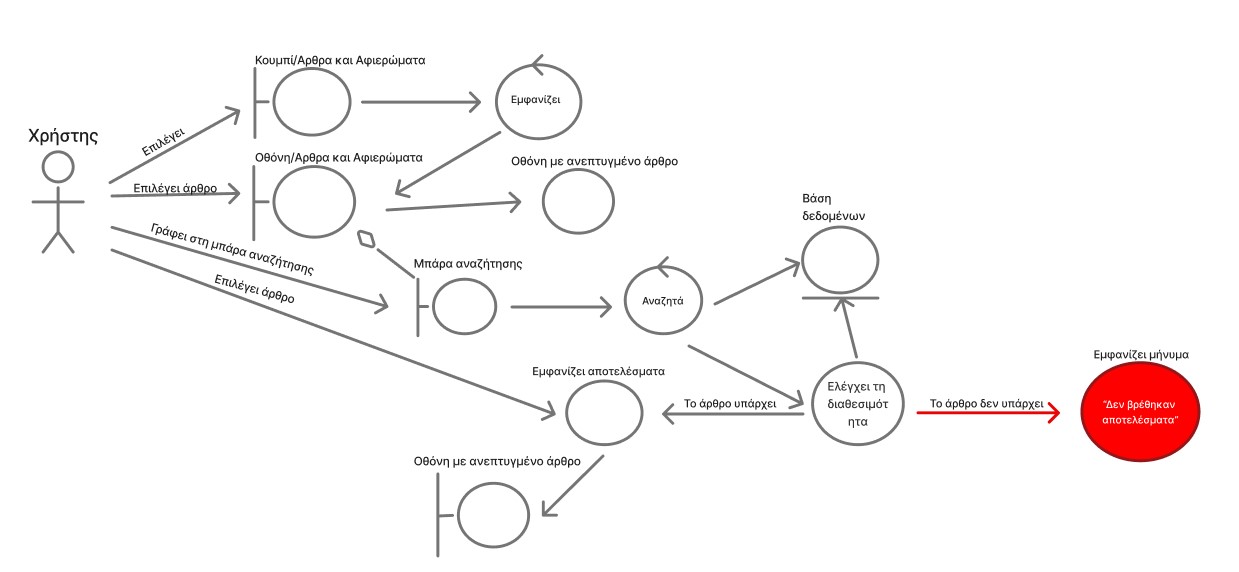 Κουμπί/Αρθρα και Αφιερώματα
Εμφανίζει
Χρήστης
Επιλέγει
Οθόνη/Αρθρα και Αφιερώματα
Οθόνη με ανεπτυγμένο άρθρο
Επιλέγει άρθρο
Βάση
δεδομένων
Γράφει στη μπάρα αναζήτησης
Μπάρα αναζήτησης
Επιλέγει άρθρο
Αναζητά
Εμφανίζει μήνυμα
Εμφανίζει αποτελέσματα
Ελέγχει τη
διαθεσιμότ
ητα
Το άρθρο υπάρχει
Το άρθρο δεν υπάρχει
“Δεν βρέθηκαν
αποτελέσματα”
Οθόνη με ανεπτυγμένο άρθρο